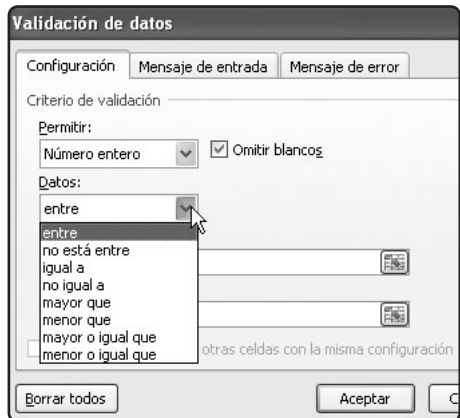 Validación de datos
Configuración
Mensaje de entrada
Mensaje de error
Criterio de validación
Permitir:
Número entero
Omitir blancos
Datos:
entre
entre
no está entre
igual a
no igual a
mayor que
menor que
mayor o igual que
menor o igual que
otras celdas con la misma configuración
Borrar todos
Aceptar
C